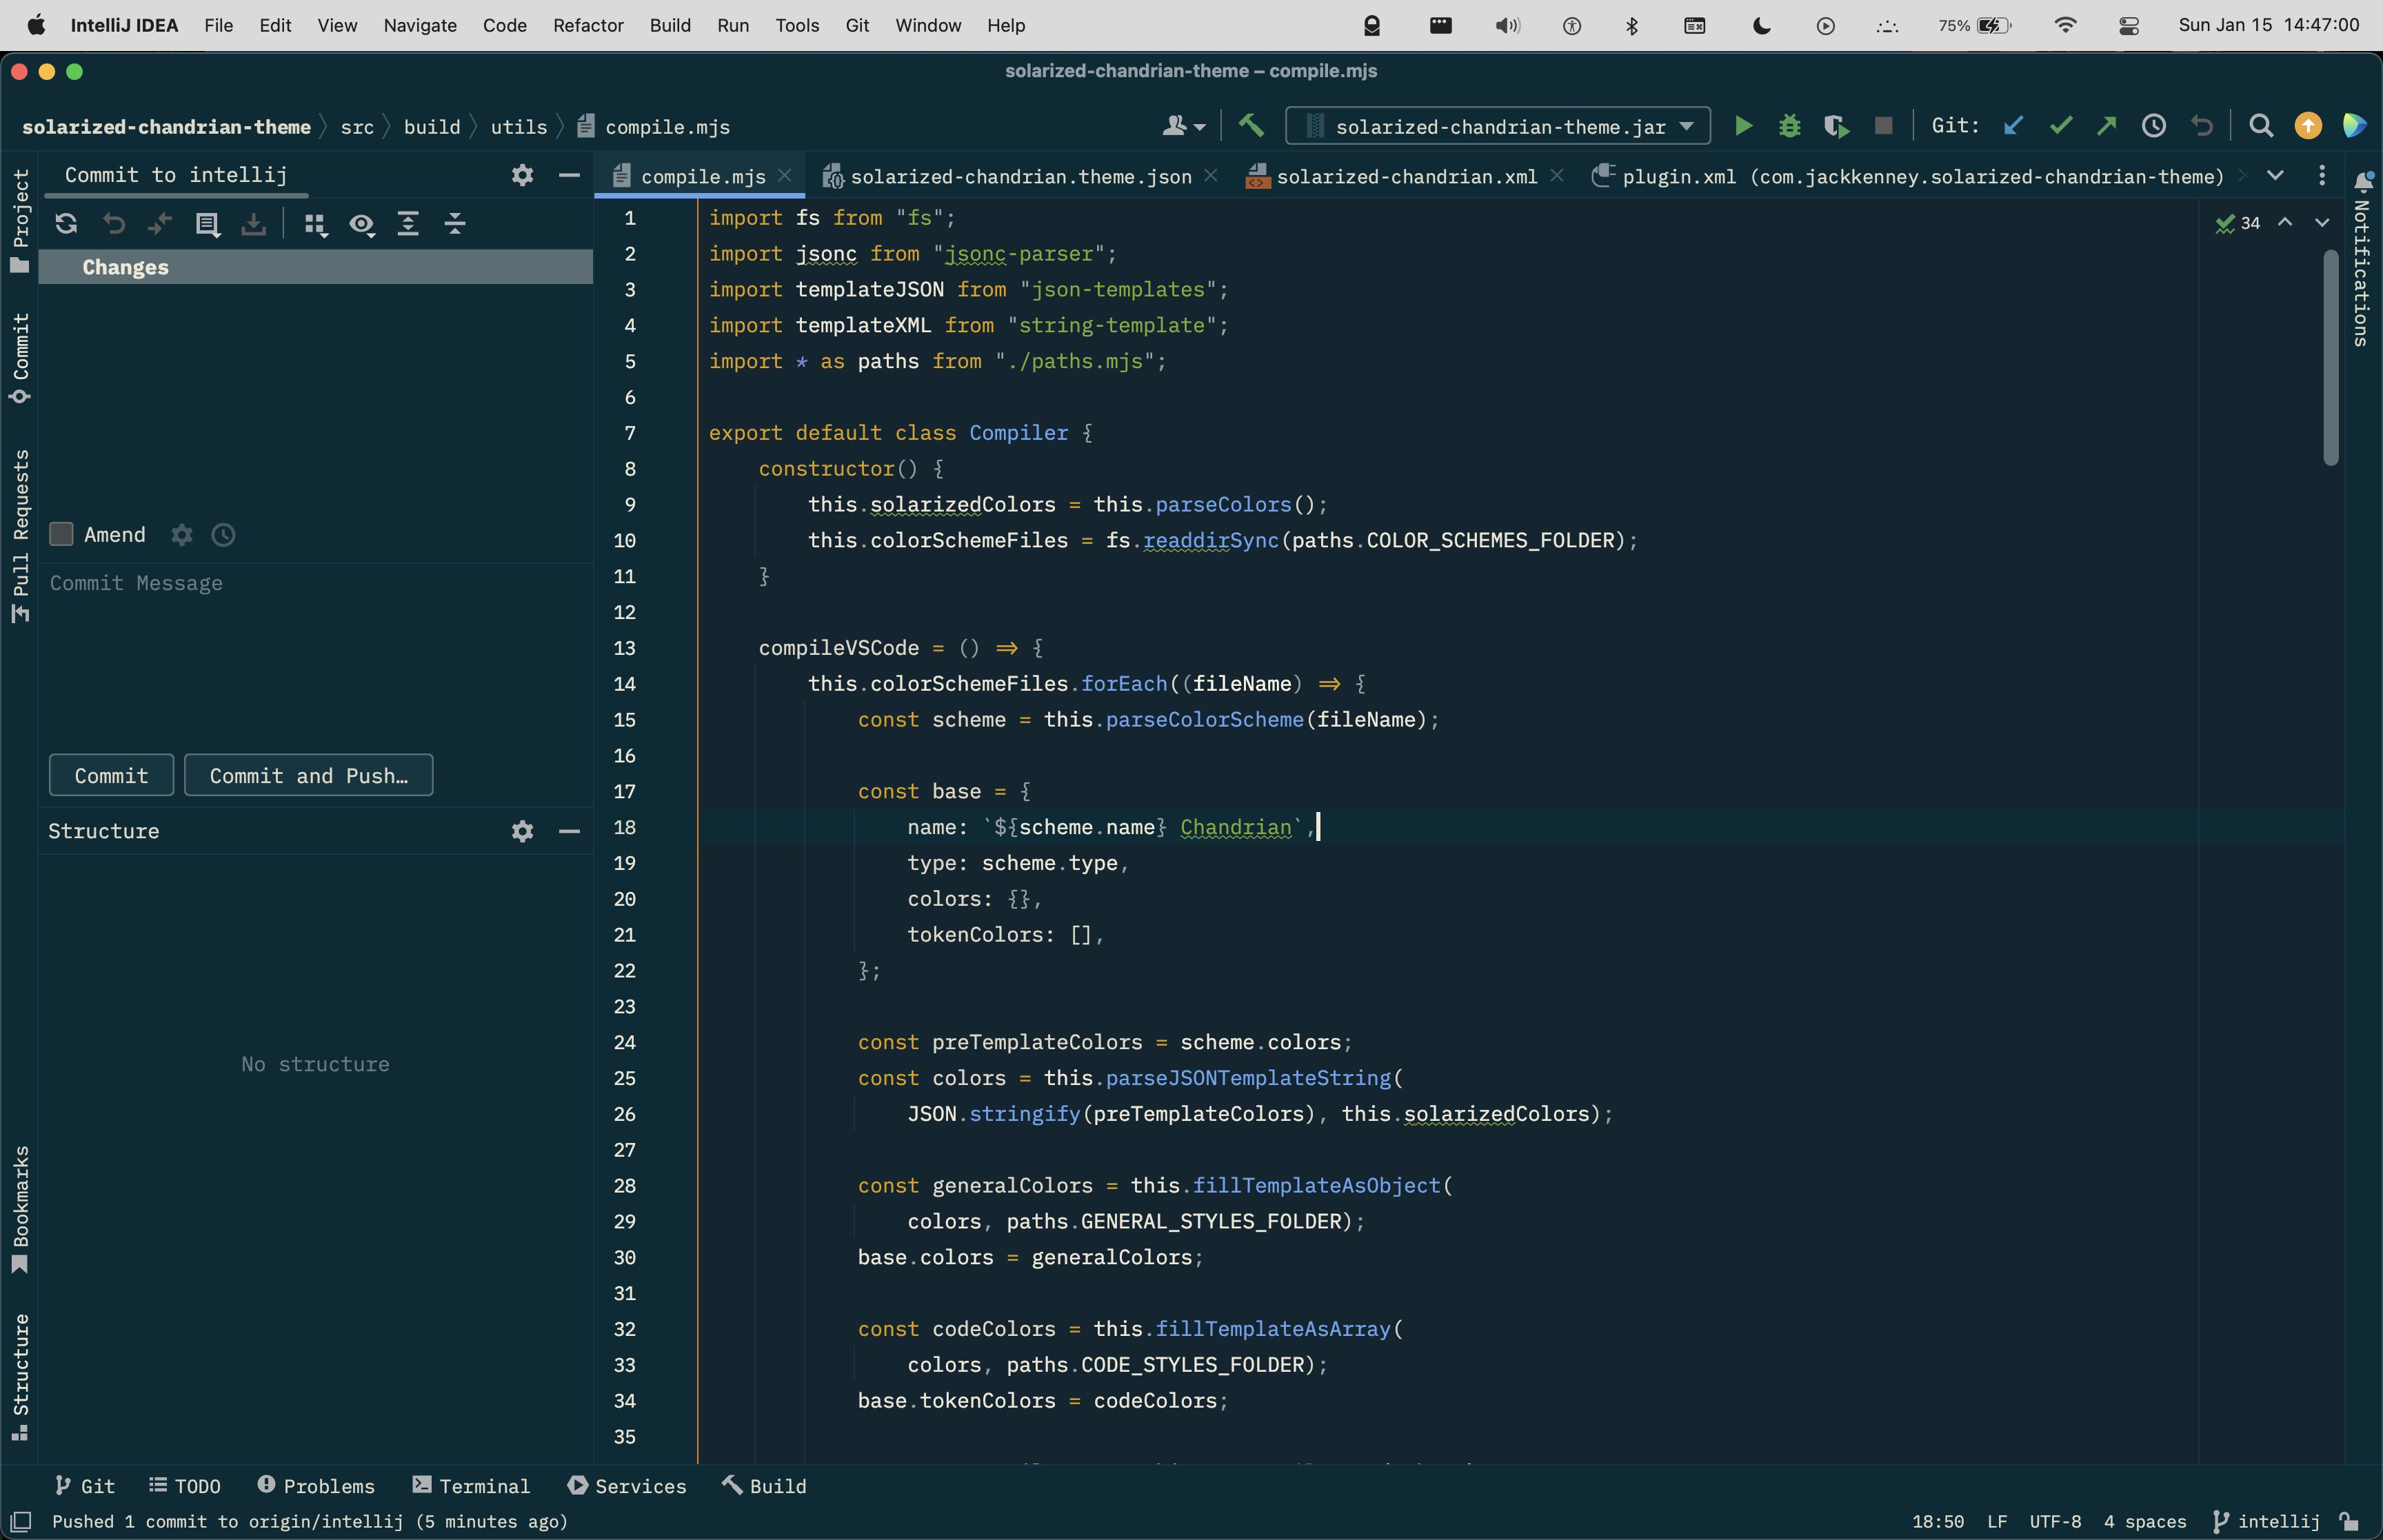 IntelliJ IDEA File Edit View Navigate Code Refactor Build Run Tools Git Window Help 75% Sun Jan 15 14:47:00
solarized-chandrian-theme – compile.mjs
solarized-chandrian-theme src build utils compile.mjs solarized-chandrian-theme.jar Git:
Commit to intellij
compile.mjs solarized-chandrian.theme.json solarized-chandrian.xml plugin.xml (com.jackkenney.solarized-chandrian-theme)
Project
Commit
Pull Requests
Bookmarks
Structure
Notifications
Changes
Amend
Commit Message
Commit Commit and Push…
Structure
No structure
34
1 import fs from "fs";
2 import jsonc from "jsonc-parser";
3 import templateJSON from "json-templates";
4 import templateXML from "string-template";
5 import * as paths from "./paths.mjs";
6
7 export default class Compiler {
8 constructor() {
9 this.solarizedColors = this.parseColors();
10 this.colorSchemeFiles = fs.readdirSync(paths.COLOR_SCHEMES_FOLDER);
11 }
12
13 compileVSCode = () => {
14 this.colorSchemeFiles.forEach((fileName) => {
15 const scheme = this.parseColorScheme(fileName);
16
17 const base = {
18 name: `${scheme.name} Chandrian`,
19 type: scheme.type,
20 colors: {},
21 tokenColors: [],
22 };
23
24 const preTemplateColors = scheme.colors;
25 const colors = this.parseJSONTemplateString(
26 JSON.stringify(preTemplateColors), this.solarizedColors);
27
28 const generalColors = this.fillTemplateAsObject(
29 colors, paths.GENERAL_STYLES_FOLDER);
30 base.colors = generalColors;
31
32 const codeColors = this.fillTemplateAsArray(
33 colors, paths.CODE_STYLES_FOLDER);
34 base.tokenColors = codeColors;
35
Git TODO Problems Terminal Services Build
Pushed 1 commit to origin/intellij (5 minutes ago) 18:50 LF UTF-8 4 spaces intellij